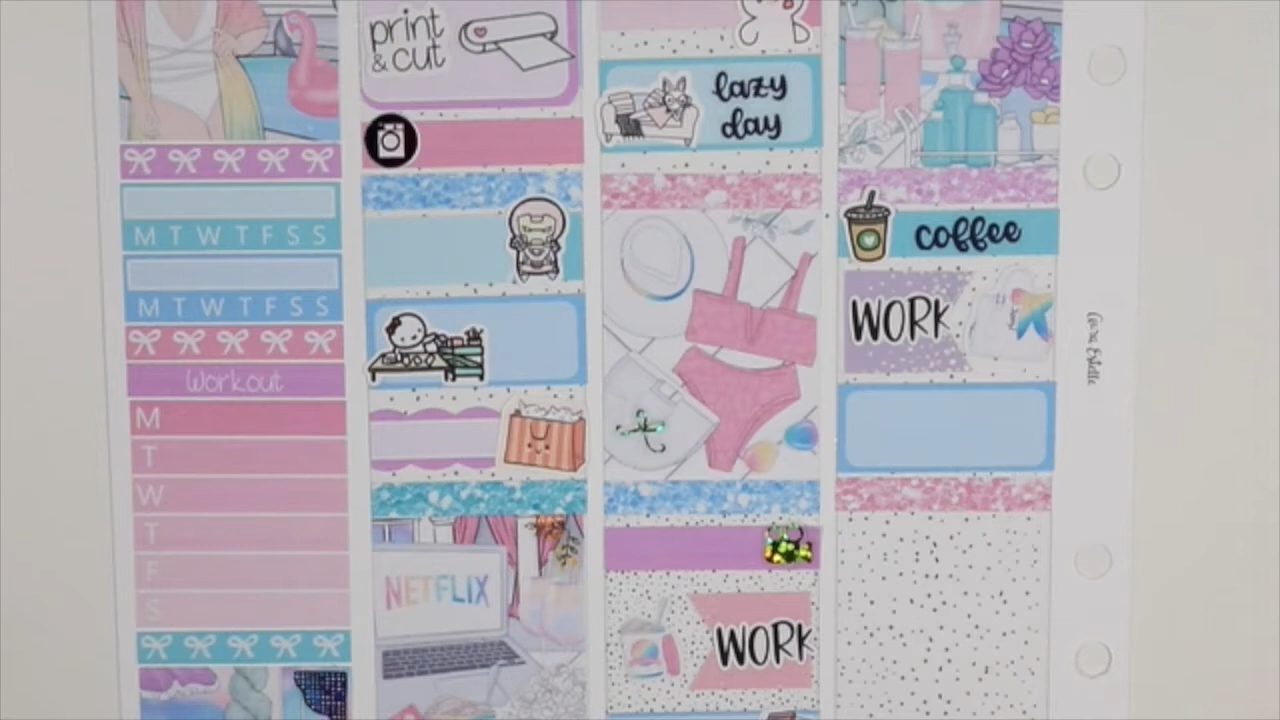 M T W T F S S
M T W T F S S
Workout
M
T
W
T
F
S
print
& cut
NETFLIX
lazy
day
WORK
coffee
WORK